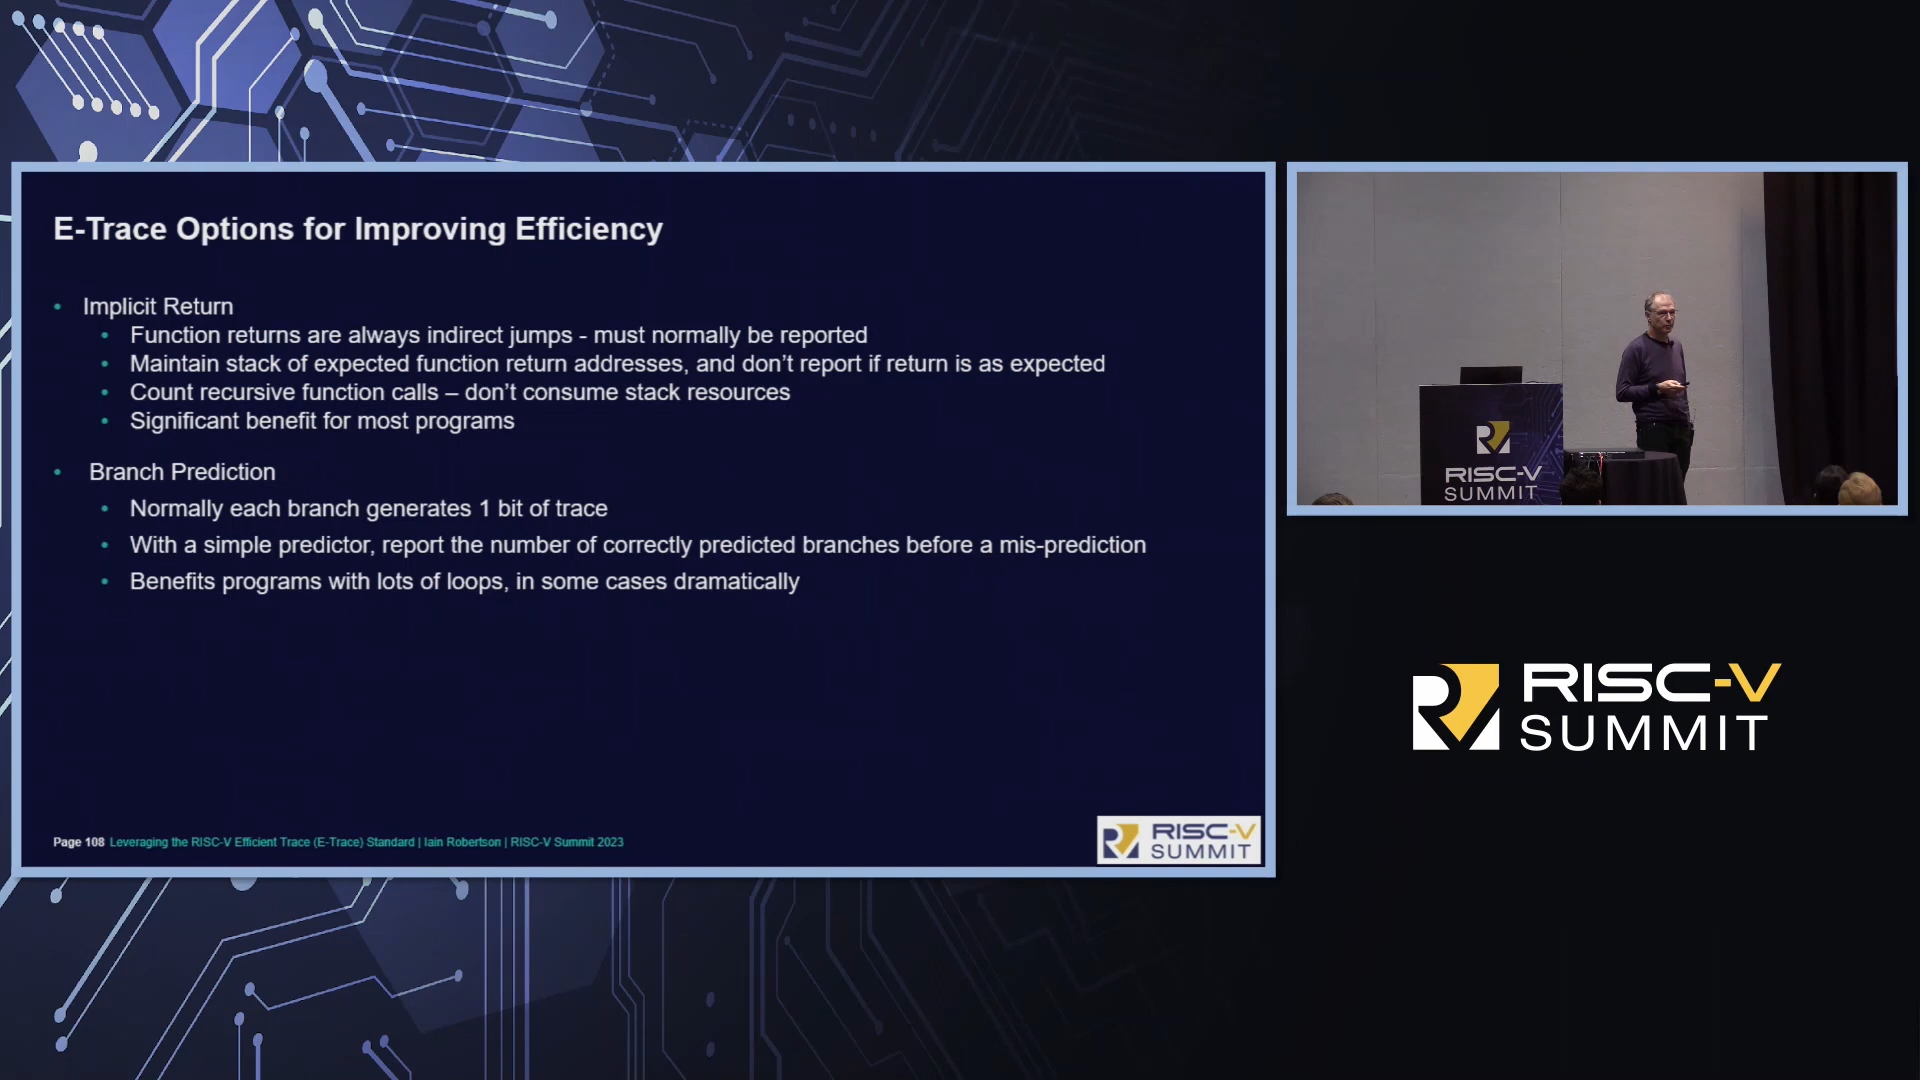 E-Trace Options for Improving Efficiency
• Implicit Return
• Function returns are always indirect jumps - must normally be reported
• Maintain stack of expected function return addresses, and don’t report if return is as expected
• Count recursive function calls – don’t consume stack resources
• Significant benefit for most programs
• Branch Prediction
• Normally each branch generates 1 bit of trace
• With a simple predictor, report the number of correctly predicted branches before a mis-prediction
• Benefits programs with lots of loops, in some cases dramatically
Page 108 Leveraging the RISC-V Efficient Trace (E-Trace) Standard | Iain Robertson | RISC-V Summit 2023
RISC-V
SUMMIT
RISC-V
SUMMIT
RISC-V
SUMMIT